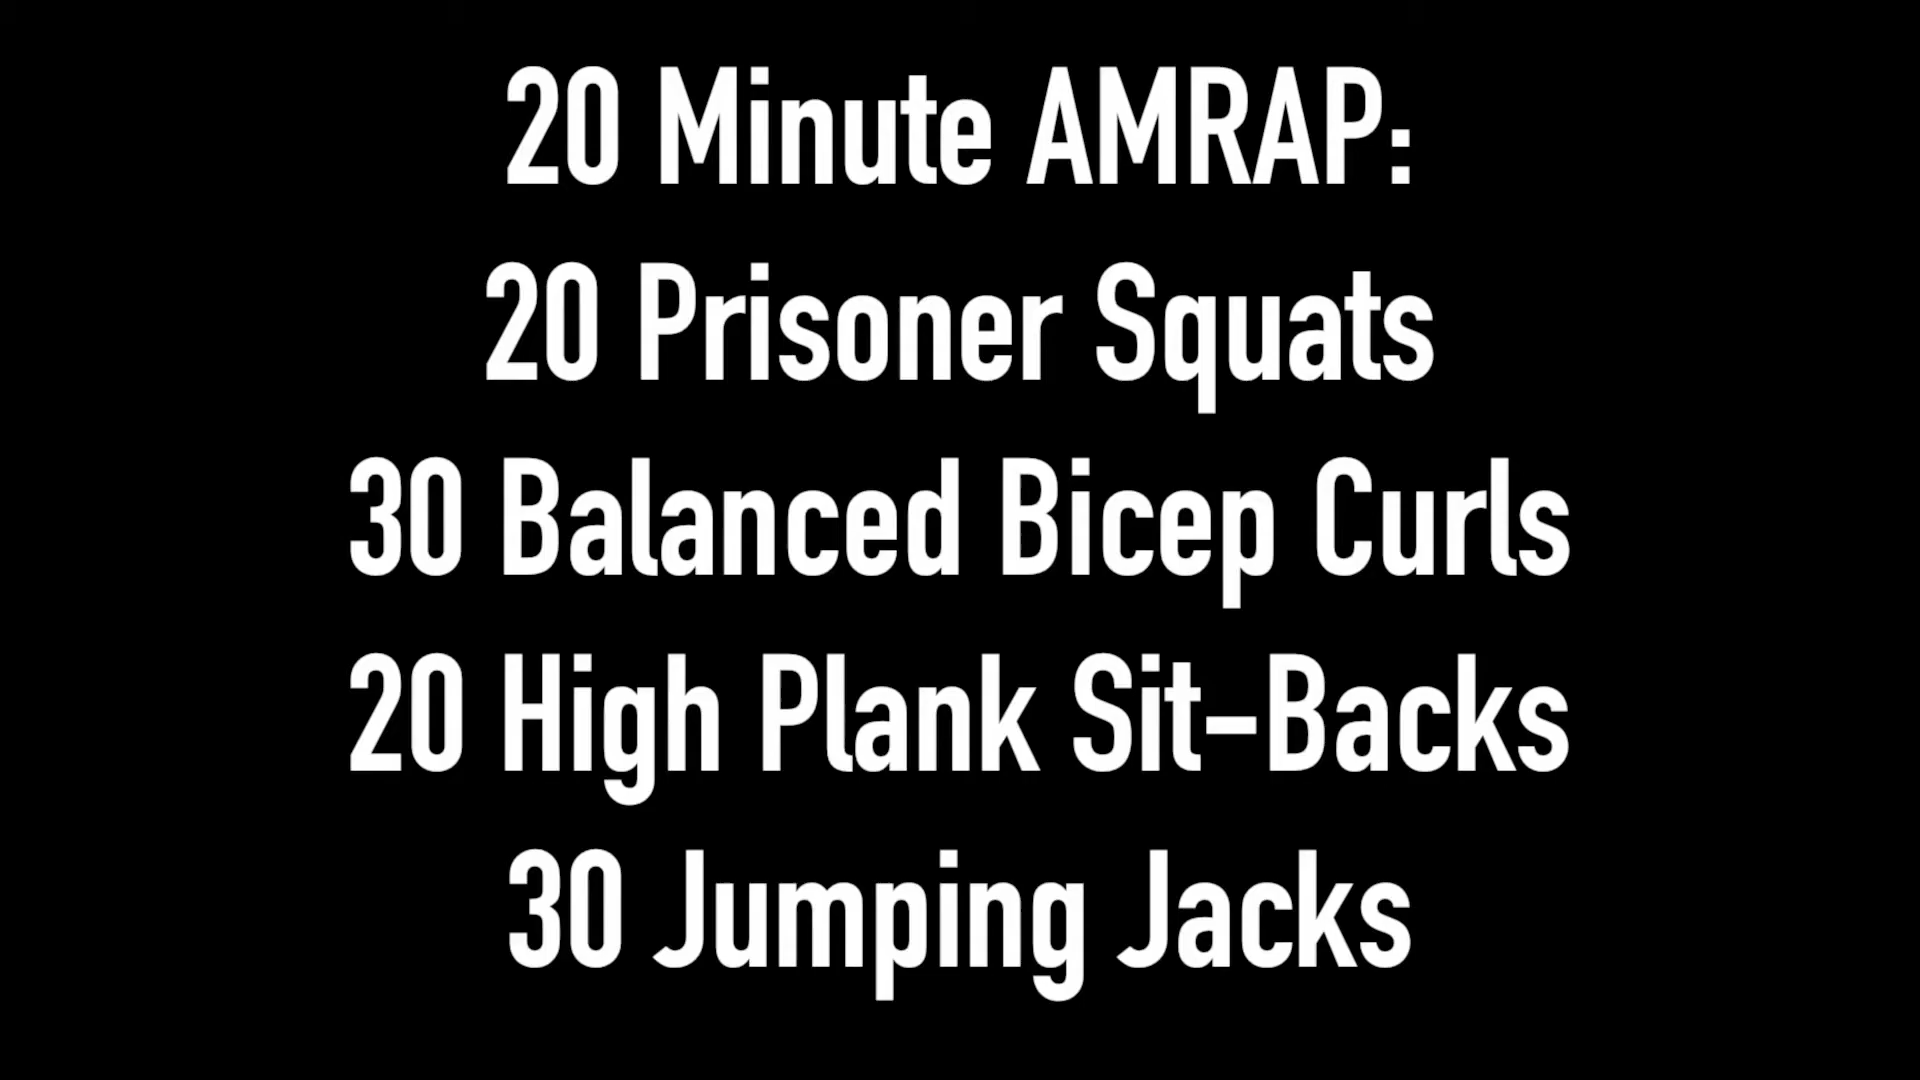 20 Minute AMRAP:
20 Prisoner Squats
30 Balanced Bicep Curls
20 High Plank Sit-Backs
30 Jumping Jacks